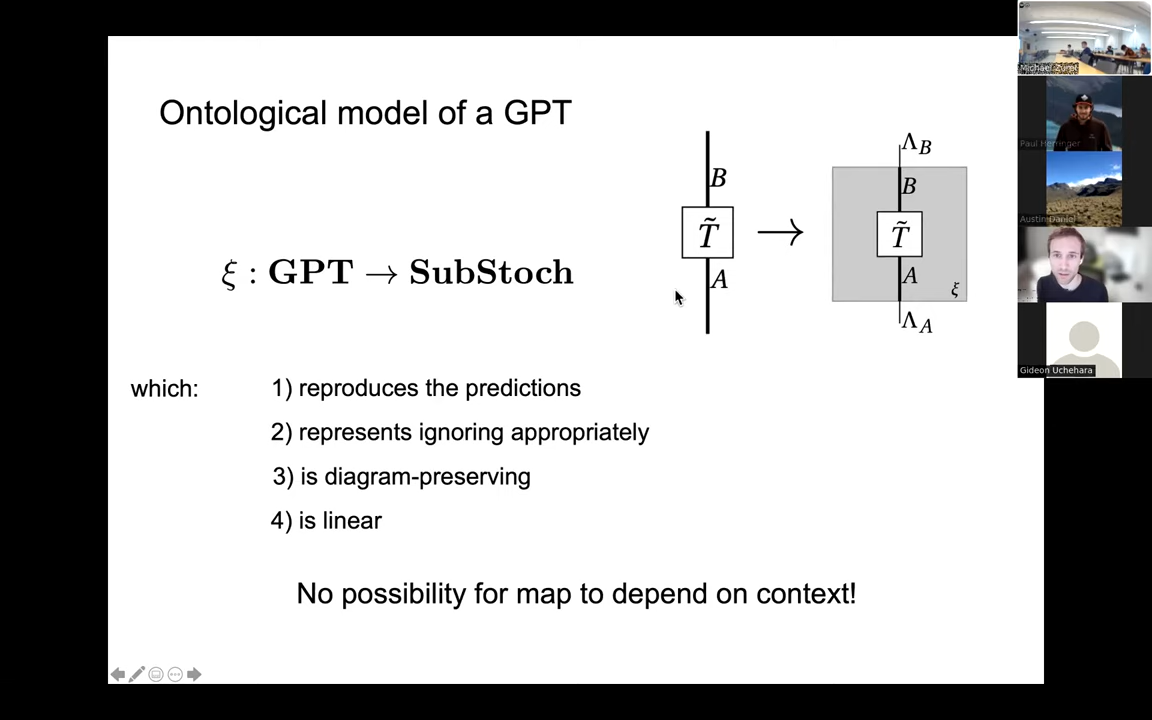 Ontological model of a GPT
ξ : GPT → SubStoch
B
T̃
A
→
Λ_B
B
T̃
A
ξ
Λ_A
which:
1) reproduces the predictions
2) represents ignoring appropriately
3) is diagram-preserving
4) is linear
No possibility for map to depend on context!
Paul Herringer
Austin Daniel
Gideon Uchehara